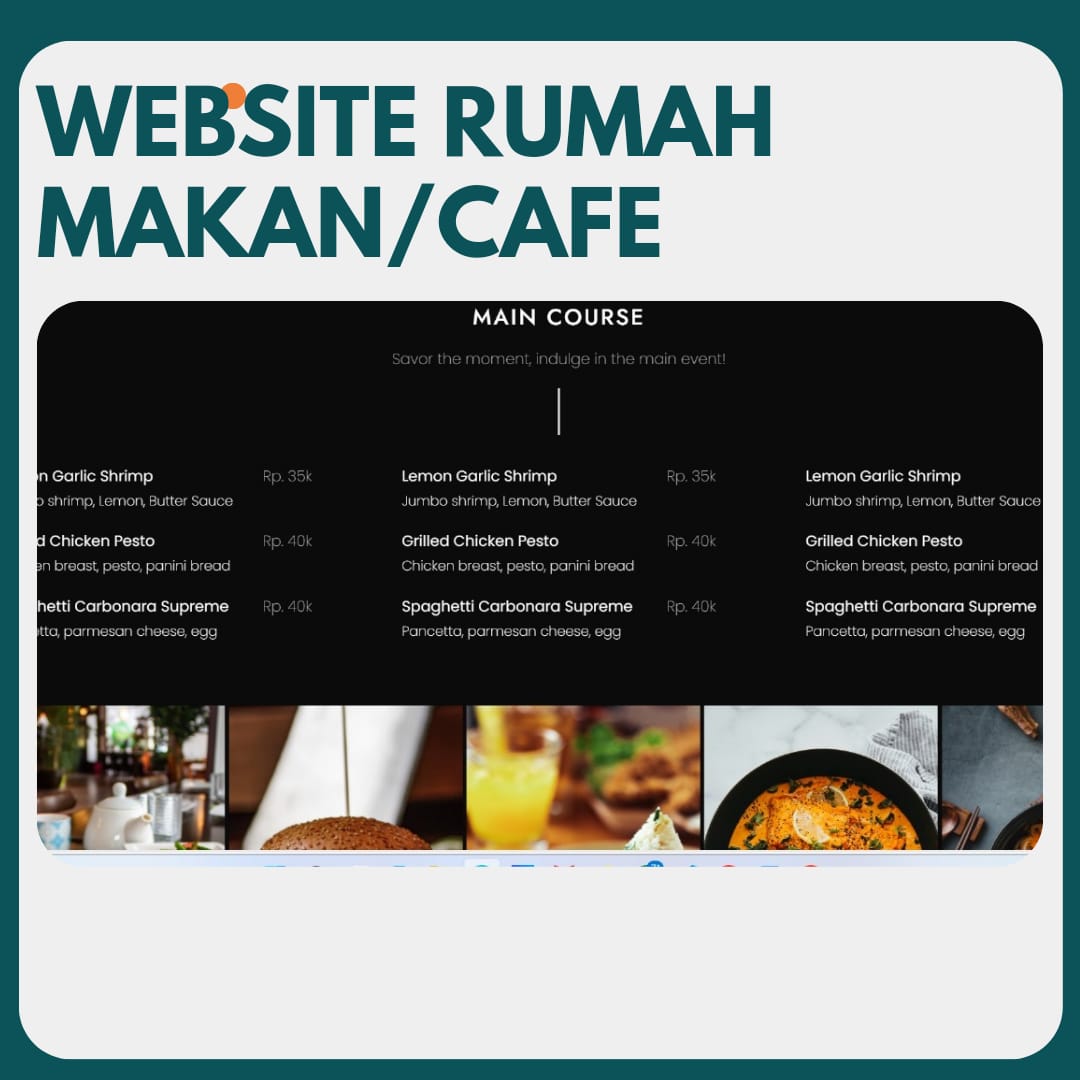 WEBSITE RUMAH
MAKAN/CAFE
MAIN COURSE
Savor the moment, indulge in the main event!
Garlic Shrimp Rp. 35k Lemon Garlic Shrimp Rp. 35k Lemon Garlic Shrimp
shrimp, Lemon, Butter Sauce Jumbo shrimp, Lemon, Butter Sauce Jumbo shrimp, Lemon, Butter Sauce
Chicken Pesto Rp. 40k Grilled Chicken Pesto Rp. 40k Grilled Chicken Pesto
breast, pesto, panini bread Chicken breast, pesto, panini bread Chicken breast, pesto, panini bread
Carbonara Supreme Rp. 40k Spaghetti Carbonara Supreme Rp. 40k Spaghetti Carbonara Supreme
parmesan cheese, egg Pancetta, parmesan cheese, egg Pancetta, parmesan cheese, egg